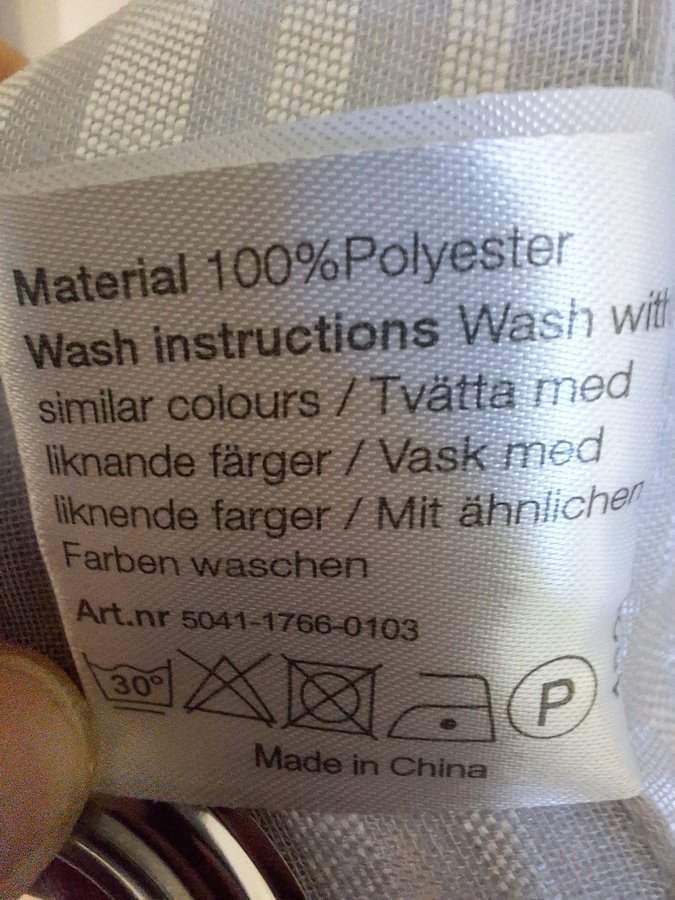 Material 100%Polyester
Wash instructions Wash with
similar colours / Tvätta med
liknande färger / Vask med
liknende farger / Mit ähnlichen
Farben waschen
Art.nr 5041-1766-0103
30° P
Made in China